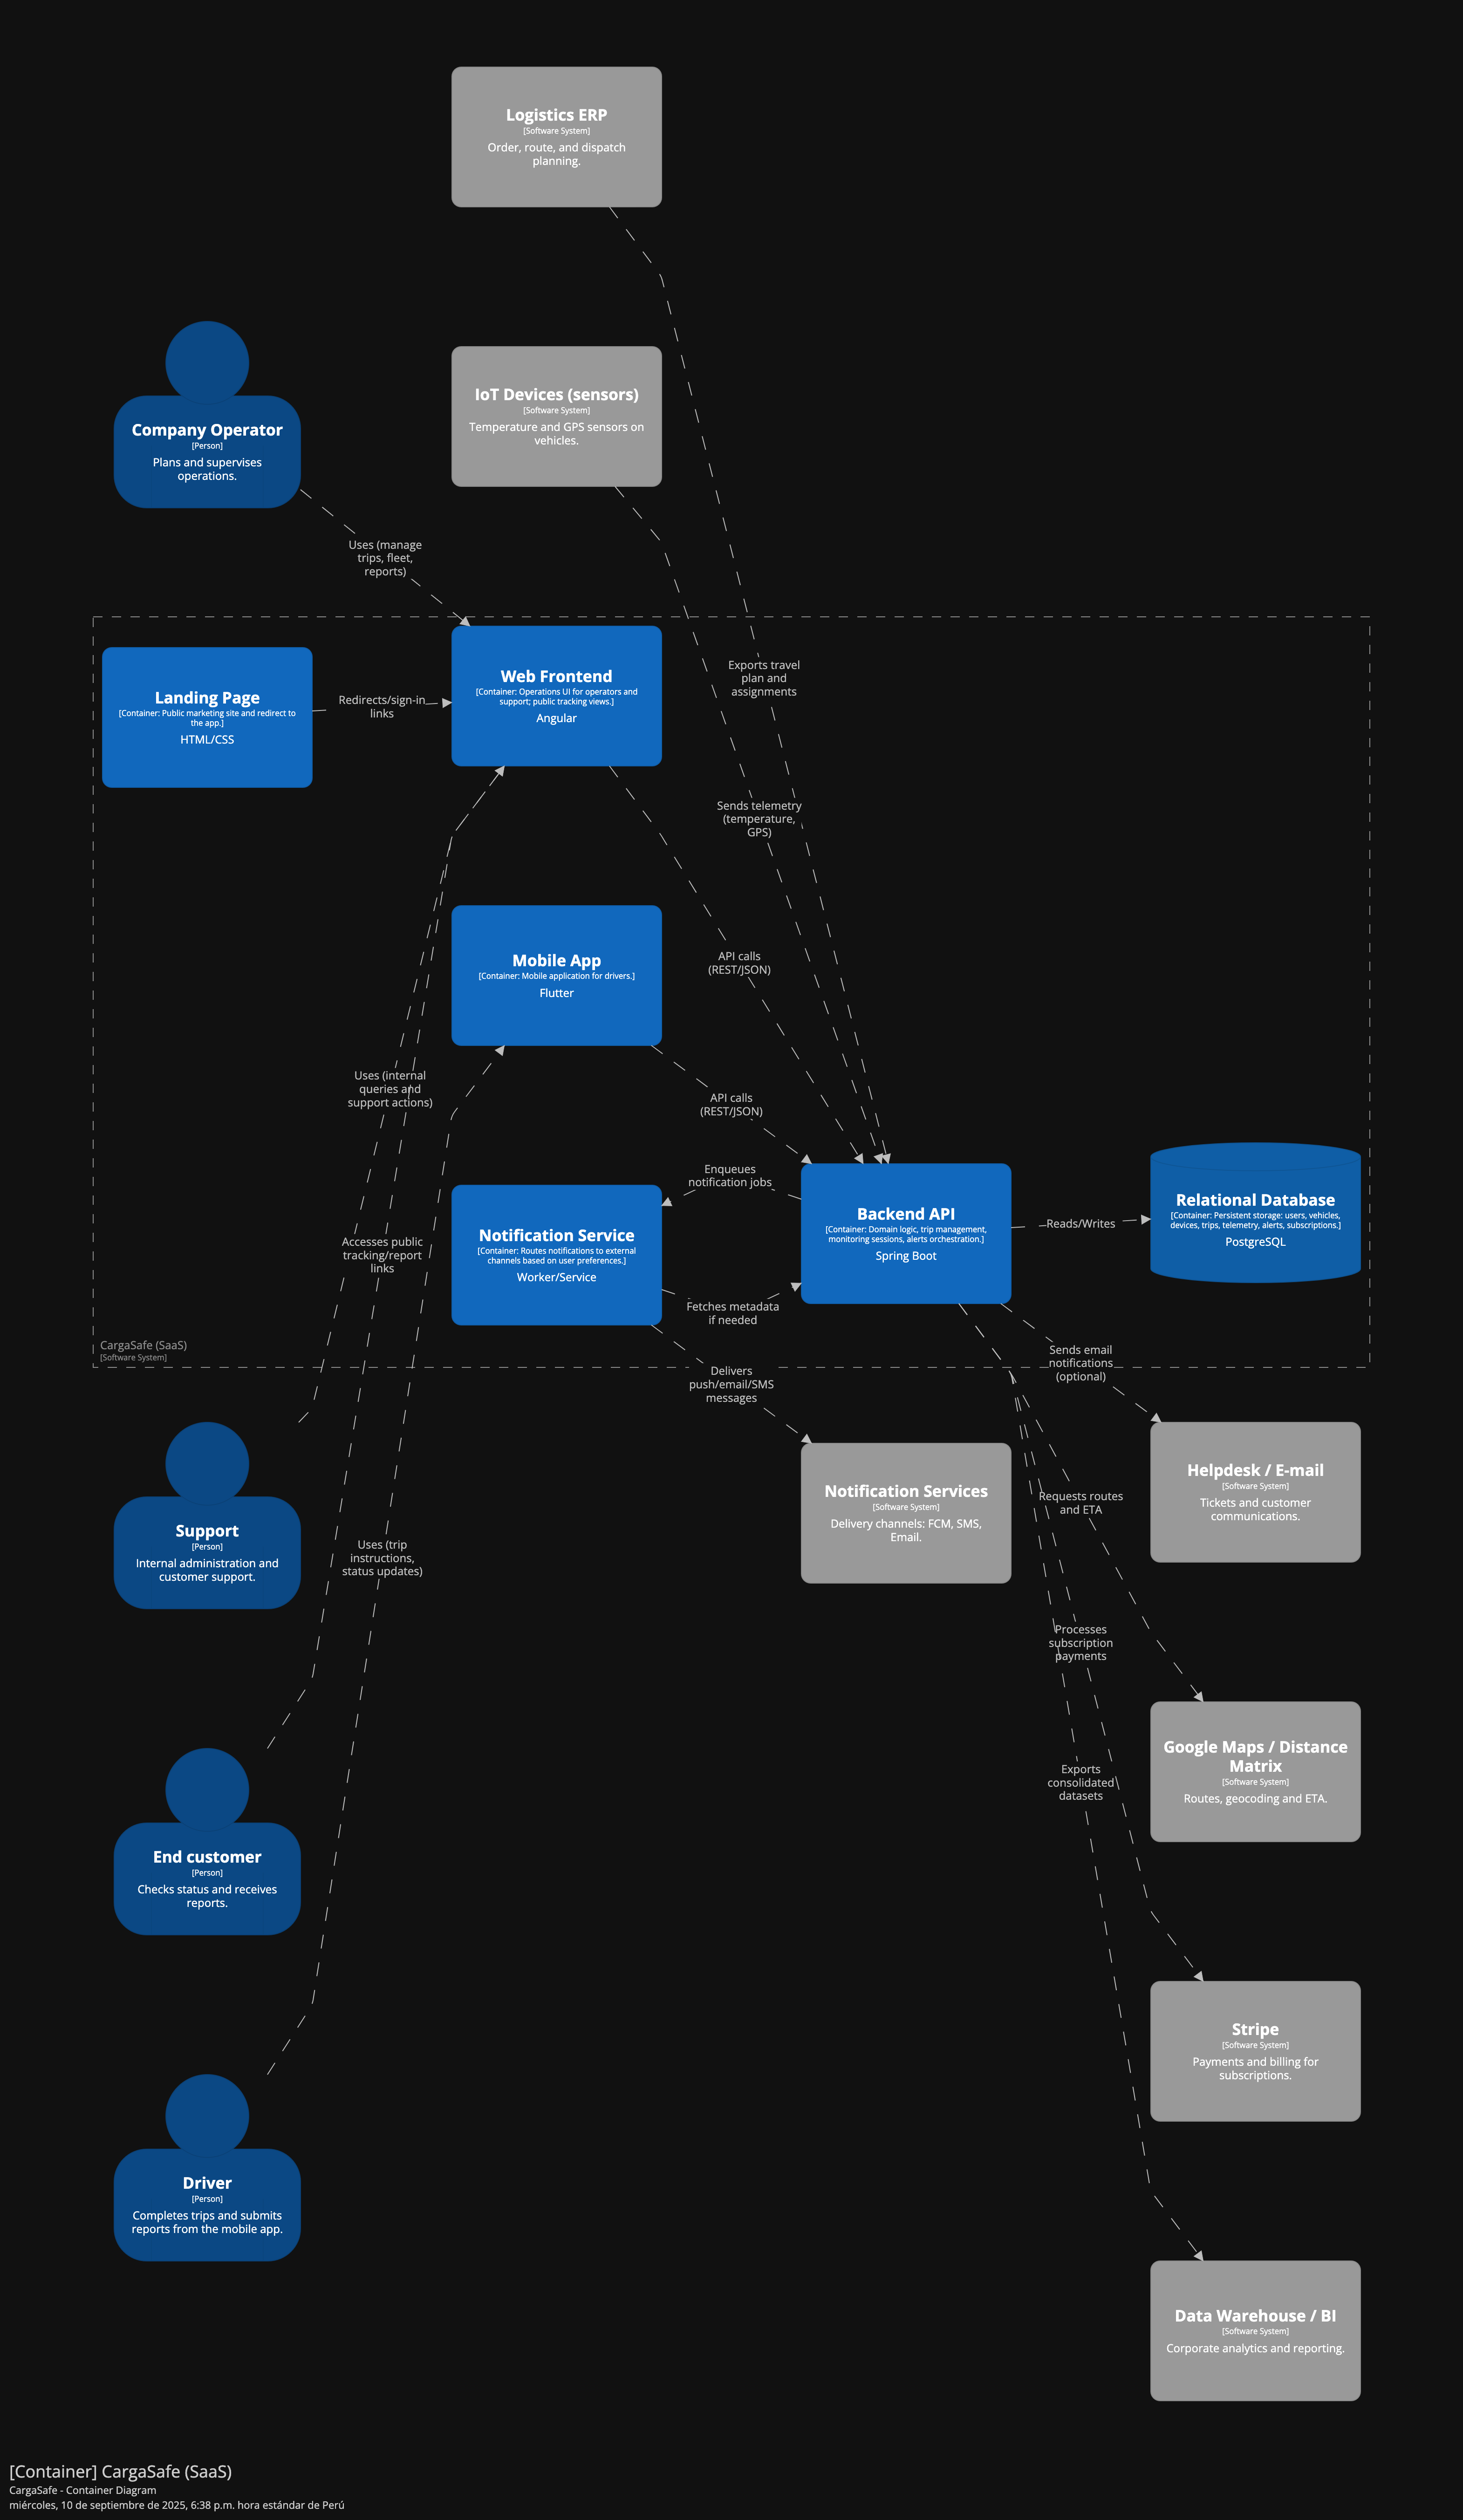 Logistics ERP
[Software System]
Order, route, and dispatch
planning.
IoT Devices (sensors)
[Software System]
Temperature and GPS sensors on
vehicles.
Company Operator
[Person]
Plans and supervises
operations.
Uses (manage
trips, fleet,
reports)
Landing Page
[Container: Public marketing site and redirect to
the app.]
HTML/CSS
Redirects/sign-in
links
Web Frontend
[Container: Operations UI for operators and
support; public tracking views.]
Angular
Exports travel
plan and
assignments
Sends telemetry
(temperature,
GPS)
API calls
(REST/JSON)
Mobile App
[Container: Mobile application for drivers.]
Flutter
API calls
(REST/JSON)
Uses (internal
queries and
support actions)
Enqueues
notification jobs
Notification Service
[Container: Routes notifications to external
channels based on user preferences.]
Worker/Service
Backend API
[Container: Domain logic, trip management,
monitoring sessions, alerts orchestration.]
Spring Boot
Reads/Writes
Relational Database
[Container: Persistent storage: users, vehicles,
devices, trips, telemetry, alerts, subscriptions.]
PostgreSQL
Accesses public
tracking/report
links
Fetches metadata
if needed
CargaSafe (SaaS)
[Software System]
Delivers
push/email/SMS
messages
Sends email
notifications
(optional)
Notification Services
[Software System]
Delivery channels: FCM, SMS,
Email.
Helpdesk / E-mail
[Software System]
Tickets and customer
communications.
Requests routes
and ETA
Support
[Person]
Internal administration and
customer support.
Uses (trip
instructions,
status updates)
Processes
subscription
payments
Google Maps / Distance
Matrix
[Software System]
Routes, geocoding and ETA.
Exports
consolidated
datasets
End customer
[Person]
Checks status and receives
reports.
Stripe
[Software System]
Payments and billing for
subscriptions.
Driver
[Person]
Completes trips and submits
reports from the mobile app.
Data Warehouse / BI
[Software System]
Corporate analytics and reporting.
[Container] CargaSafe (SaaS)
CargaSafe - Container Diagram
miércoles, 10 de septiembre de 2025, 6:38 p.m. hora estándar de Perú